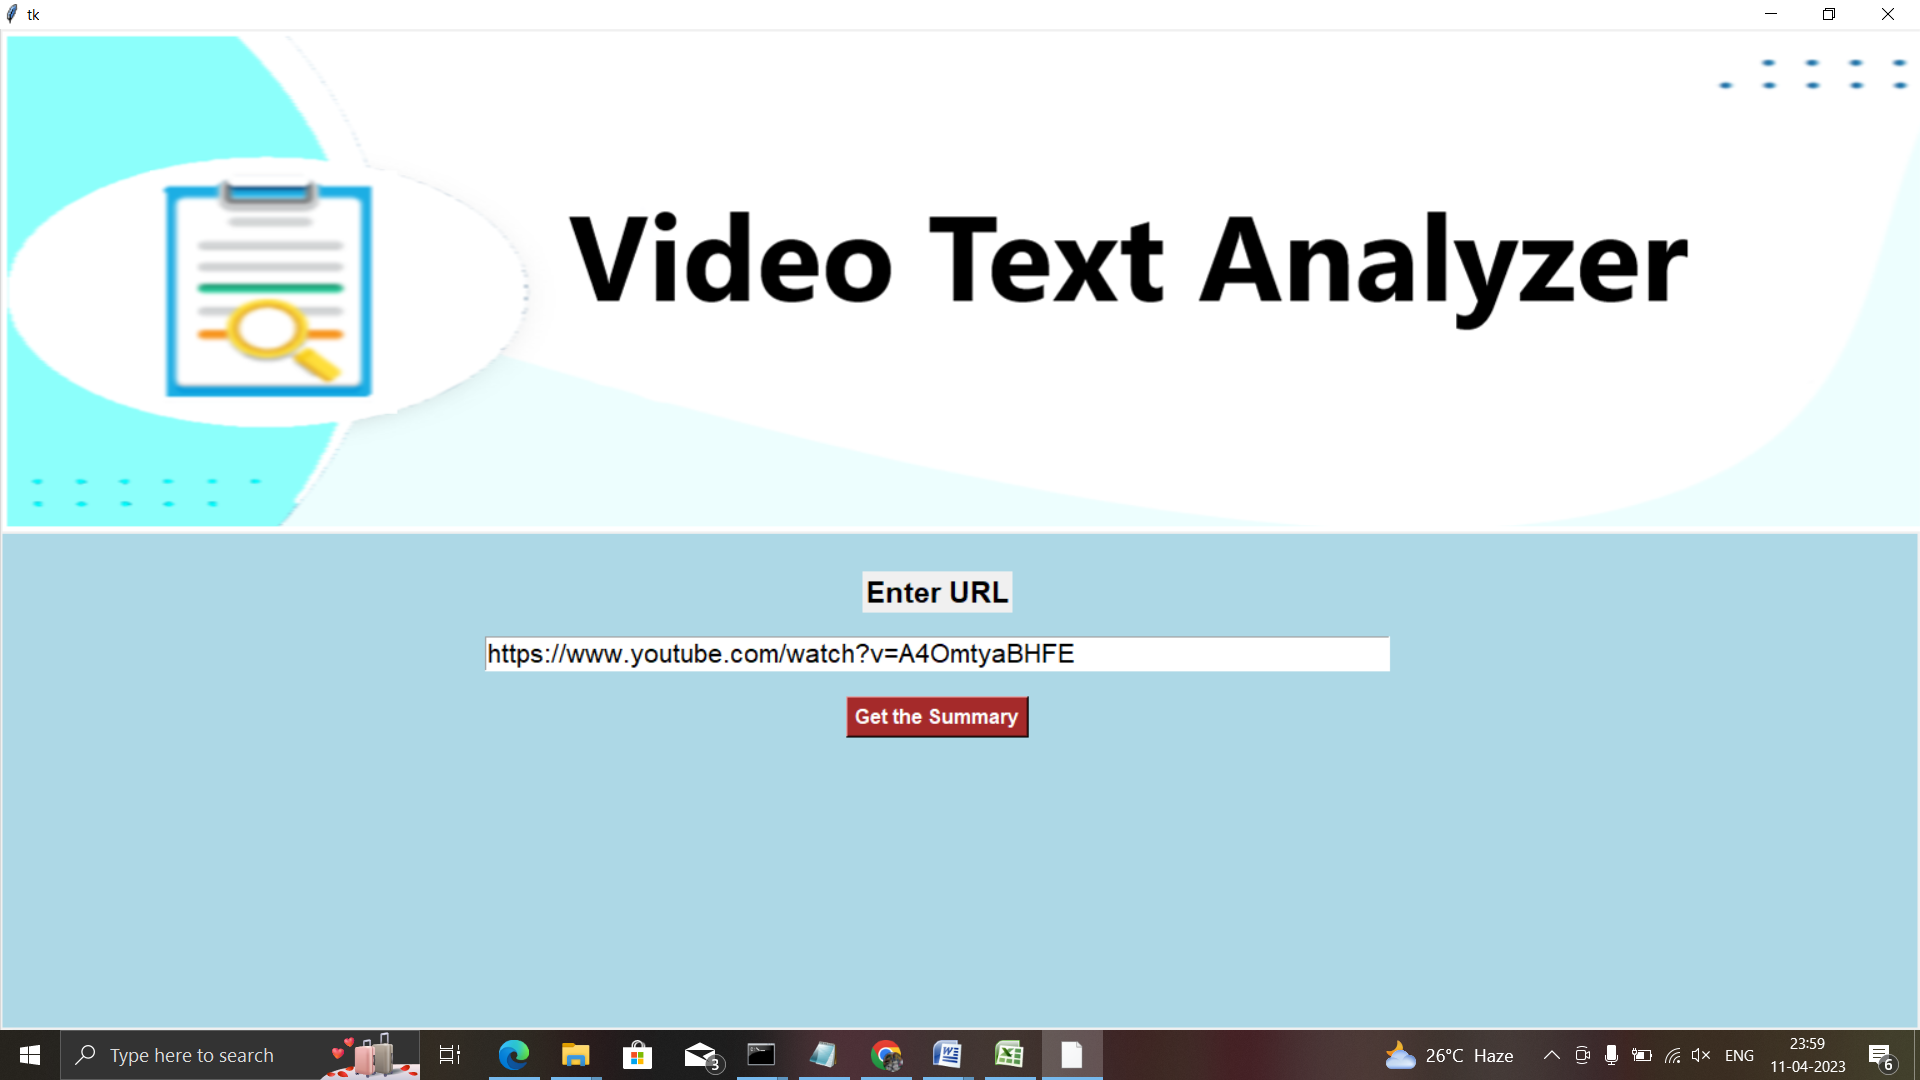 tk
Video Text Analyzer
Enter URL
https://www.youtube.com/watch?v=A4OmtyaBHFE
Get the Summary
Type here to search
3
26°C Haze
ENG
23:59
11-04-2023
6